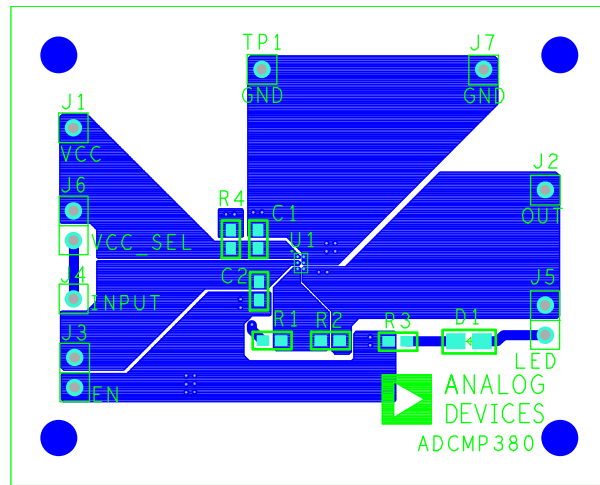 TP1
J7
GND
GND
J1
VCC
J2
OUT
J6
R4
C1
VCC_SEL
U1
C2
J4
INPUT
J5
R1
R2
R3
D1
J3
LED
EN
ANALOG
DEVICES
ADCMP380